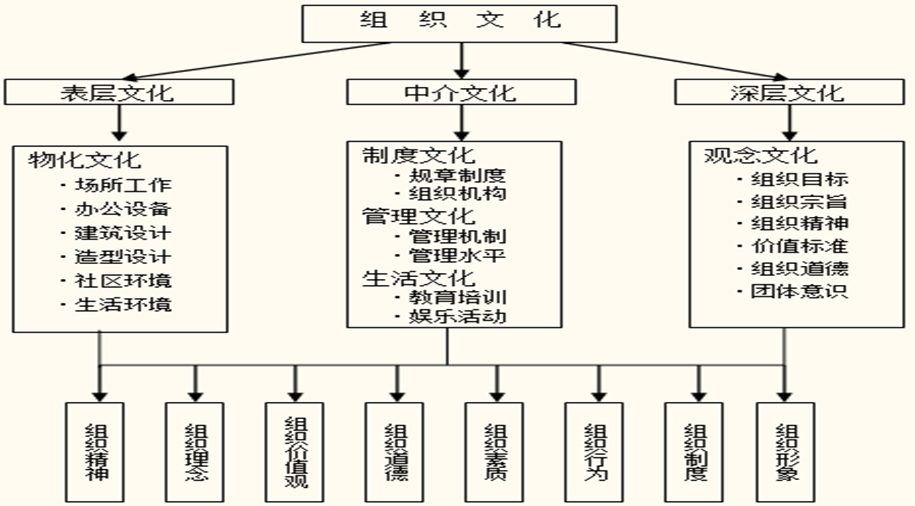 组织文化
表层文化
中介文化
深层文化
物化文化
·场所工作
·办公设备
·建筑设计
·造型设计
·社区环境
·生活环境
制度文化
·规章制度
·组织机构
管理文化
·管理机制
·管理水平
生活文化
·教育培训
·娱乐活动
观念文化
·组织目标
·组织宗旨
·组织精神
·价值标准
·组织道德
·团体意识
组织精神
组织理念
组织价值观
组织道德
组织素质
组织行为
组织制度
组织形象